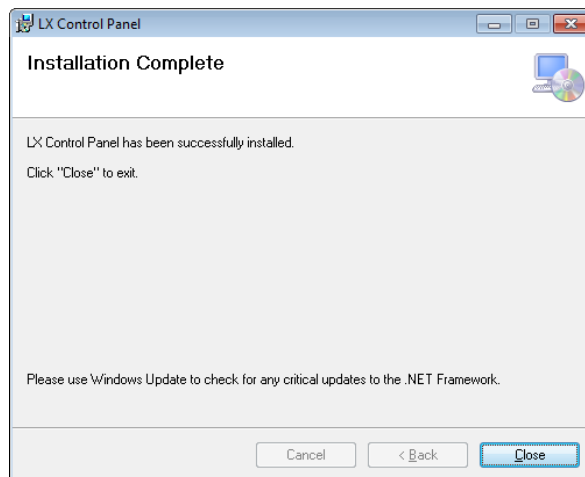 LX Control Panel
Installation Complete
LX Control Panel has been successfully installed.
Click "Close" to exit.
Please use Windows Update to check for any critical updates to the .NET Framework.
Cancel
< Back
Close